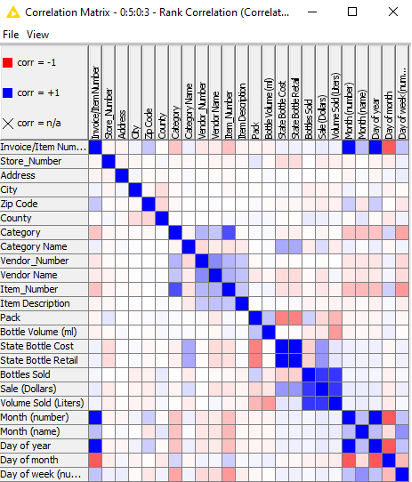 Correlation Matrix - 0:5:0:3 - Rank Correlation (Correlat...
File View
corr = -1
corr = +1
corr = n/a
Invoice/Item Number
Store_Number
Address
City
Zip Code
County
Category
Category Name
Vendor_Number
Vendor Name
Item_Number
Item Description
Pack
Bottle Volume (ml)
State Bottle Cost
State Bottle Retail
Bottles Sold
Sale (Dollars)
Volume Sold (Liters)
Month (number)
Month (name)
Day of year
Day of month
Day of week (num...
Invoice/Item Num...
Store_Number
Address
City
Zip Code
County
Category
Category Name
Vendor_Number
Vendor Name
Item_Number
Item Description
Pack
Bottle Volume (ml)
State Bottle Cost
State Bottle Retail
Bottles Sold
Sale (Dollars)
Volume Sold (Liters)
Month (number)
Month (name)
Day of year
Day of month
Day of week (nu...